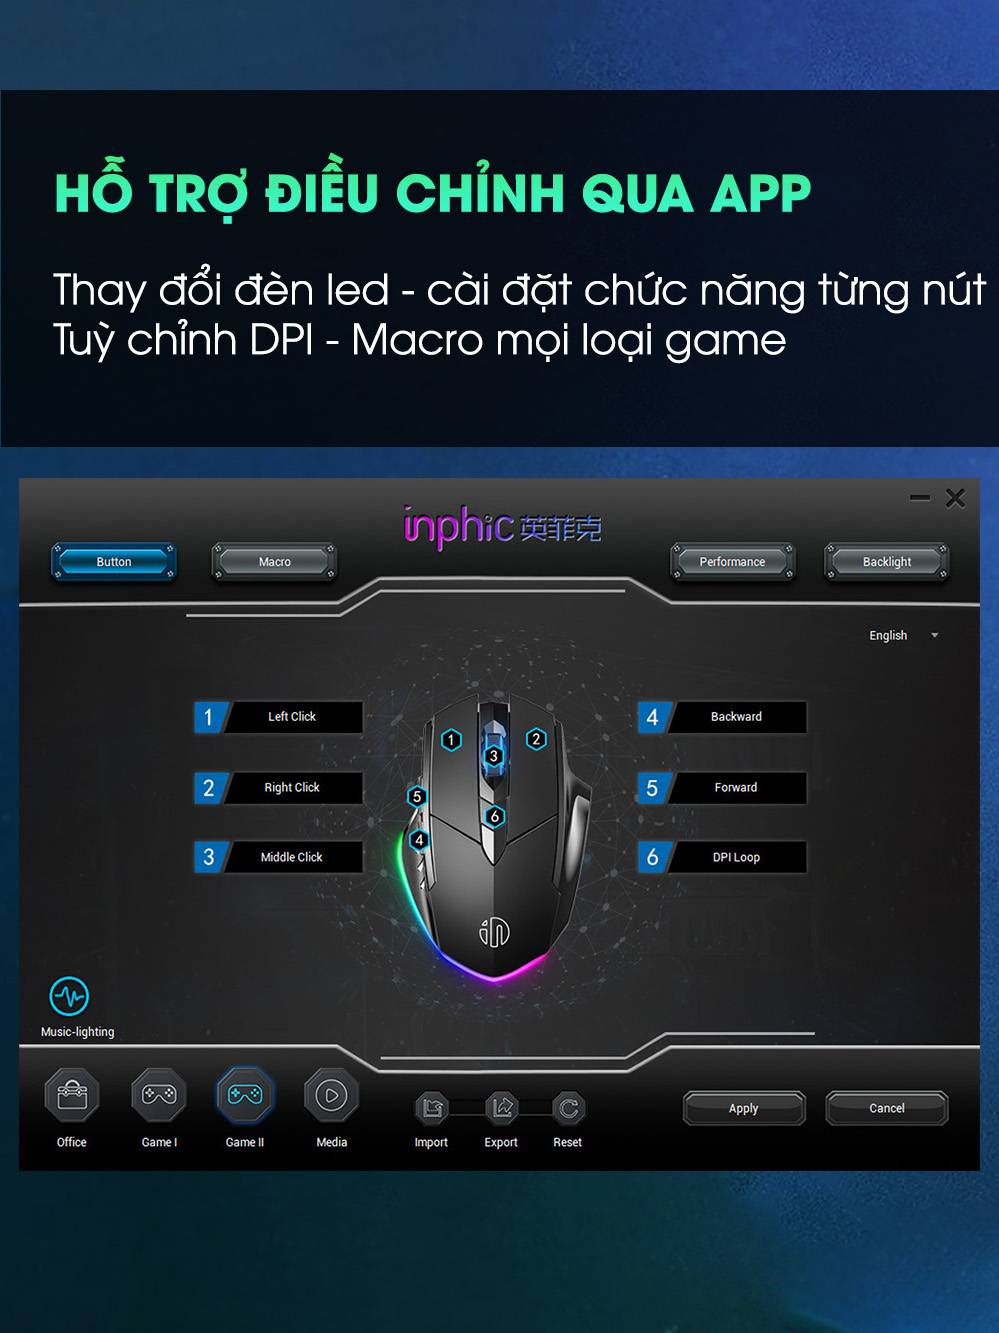 HỖ TRỢ ĐIỀU CHỈNH QUA APP
Thay đổi đèn led - cài đặt chức năng từng nút
Tuỳ chỉnh DPI - Macro mọi loại game
inphic 英菲克
Button
Macro
Performance
Backlight
English
1 Left Click
2 Right Click
3 Middle Click
4 Backward
5 Forward
6 DPI Loop
1
2
3
5
6
4
in
Music-lighting
Office
Game I
Game II
Media
Import
Export
Reset
Apply
Cancel